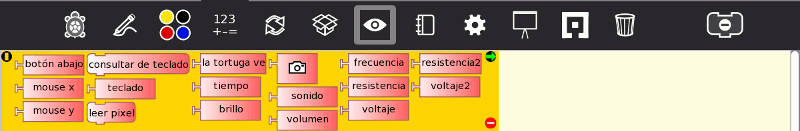 123
+-=
botón abajo
consultar de teclado
la tortuga ve
frecuencia
resistencia2
mouse x
teclado
tiempo
sonido
resistencia
voltaje2
mouse y
leer pixel
brillo
volumen
voltaje